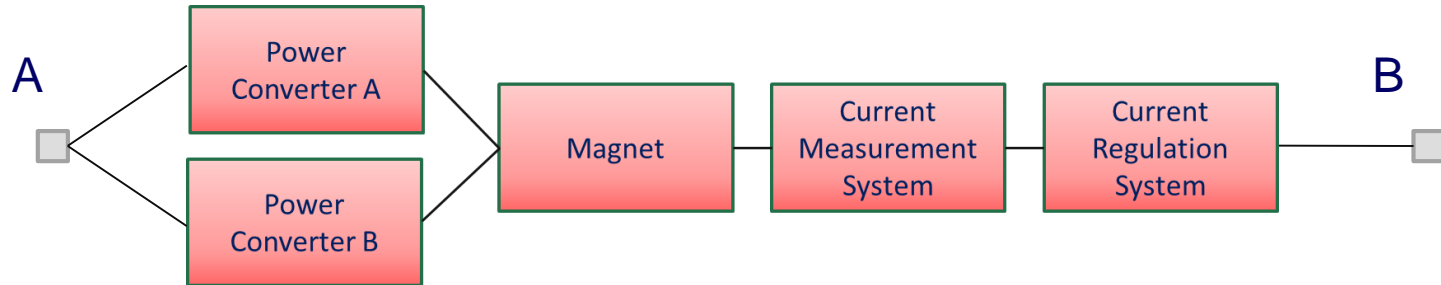 A
Power
Converter A
Power
Converter B
Magnet
Current
Measurement
System
Current
Regulation
System
B